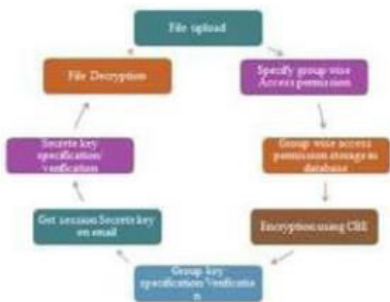 File upload
Specify group wise
Access permission
Group wise access
permission storage in
database
Encryption using CBE
Group key
specification/Verificatio
n
Get session Secrets key
on email
Secrete key
specification/
verification
File Decryption